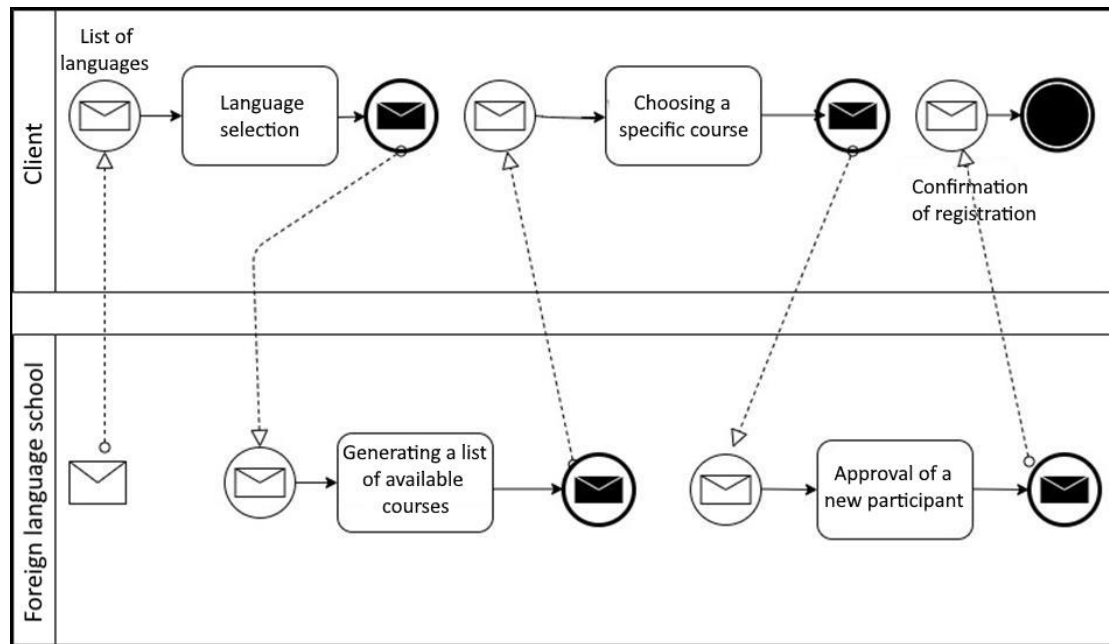 Client
List of
languages
Language
selection
Choosing a
specific course
Confirmation
of registration
Foreign language school
Generating a list
of available
courses
Approval of a
new participant